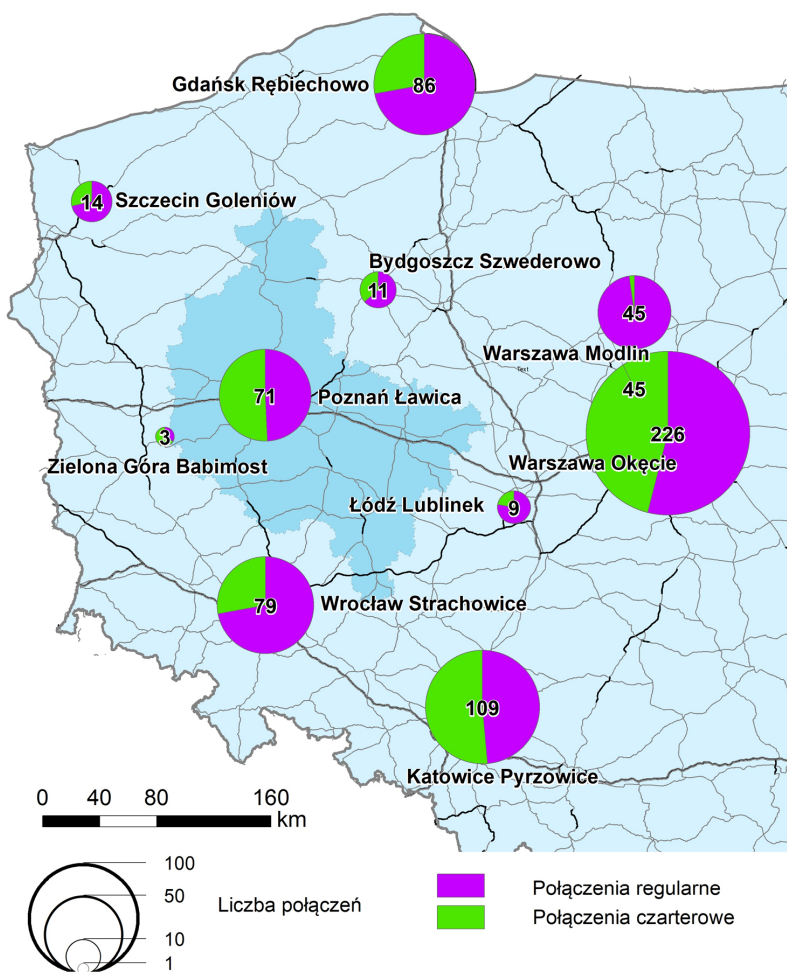 Gdańsk Rębiechowo
86
14
Szczecin Goleniów
Bydgoszcz Szwederowo
11
45
Warszawa Modlin
Text
45
71
Poznań Ławica
226
3
Zielona Góra Babimost
Warszawa Okęcie
Łódź Lublinek
9
79
Wrocław Strachowice
109
Katowice Pyrzowice
0 40 80 160
km
100
50
10
1
Liczba połączeń
Połączenia regularne
Połączenia czarterowe